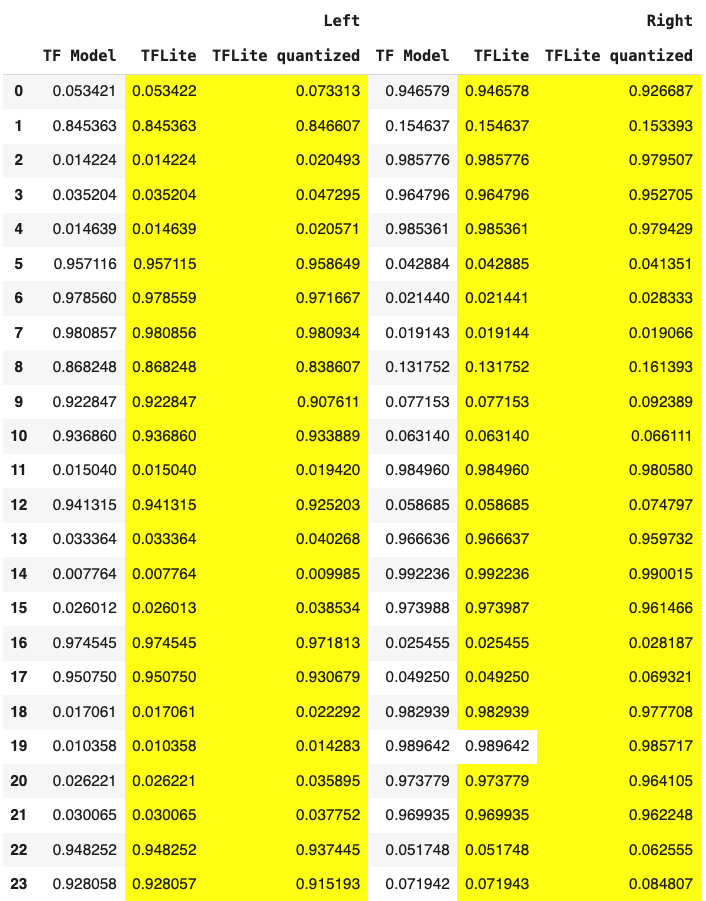 Left Right
TF Model TFLite TFLite quantized TF Model TFLite TFLite quantized
0 0.053421 0.053422 0.073313 0.946579 0.946578 0.926687
1 0.845363 0.845363 0.846607 0.154637 0.154637 0.153393
2 0.014224 0.014224 0.020493 0.985776 0.985776 0.979507
3 0.035204 0.035204 0.047295 0.964796 0.964796 0.952705
4 0.014639 0.014639 0.020571 0.985361 0.985361 0.979429
5 0.957116 0.957115 0.958649 0.042884 0.042885 0.041351
6 0.978560 0.978559 0.971667 0.021440 0.021441 0.028333
7 0.980857 0.980856 0.980934 0.019143 0.019144 0.019066
8 0.868248 0.868248 0.838607 0.131752 0.131752 0.161393
9 0.922847 0.922847 0.907611 0.077153 0.077153 0.092389
10 0.936860 0.936860 0.933889 0.063140 0.063140 0.066111
11 0.015040 0.015040 0.019420 0.984960 0.984960 0.980580
12 0.941315 0.941315 0.925203 0.058685 0.058685 0.074797
13 0.033364 0.033364 0.040268 0.966636 0.966637 0.959732
14 0.007764 0.007764 0.009985 0.992236 0.992236 0.990015
15 0.026012 0.026013 0.038534 0.973988 0.973987 0.961466
16 0.974545 0.974545 0.971813 0.025455 0.025455 0.028187
17 0.950750 0.950750 0.930679 0.049250 0.049250 0.069321
18 0.017061 0.017061 0.022292 0.982939 0.982939 0.977708
19 0.010358 0.010358 0.014283 0.989642 0.989642 0.985717
20 0.026221 0.026221 0.035895 0.973779 0.973779 0.964105
21 0.030065 0.030065 0.037752 0.969935 0.969935 0.962248
22 0.948252 0.948252 0.937445 0.051748 0.051748 0.062555
23 0.928058 0.928057 0.915193 0.071942 0.071943 0.084807